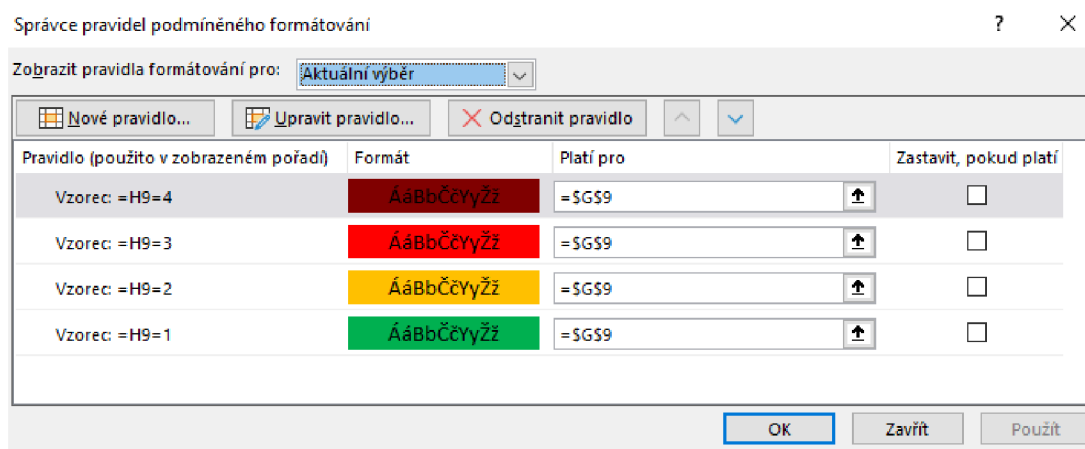 Správce pravidel podmíněného formátování ?
Zobrazit pravidla formátování pro: Aktuální výběr
Nové pravidlo... Upravit pravidlo... Odstranit pravidlo
Pravidlo (použito v zobrazeném pořadí) Formát Platí pro Zastavit, pokud platí
Vzorec: =H9=4 ÁáBbČčYyŽž =$G$9
Vzorec: =H9=3 ÁáBbČčYyŽž =$G$9
Vzorec: =H9=2 ÁáBbČčYyŽž =$G$9
Vzorec: =H9=1 ÁáBbČčYyŽž =$G$9
OK Zavřít Použít